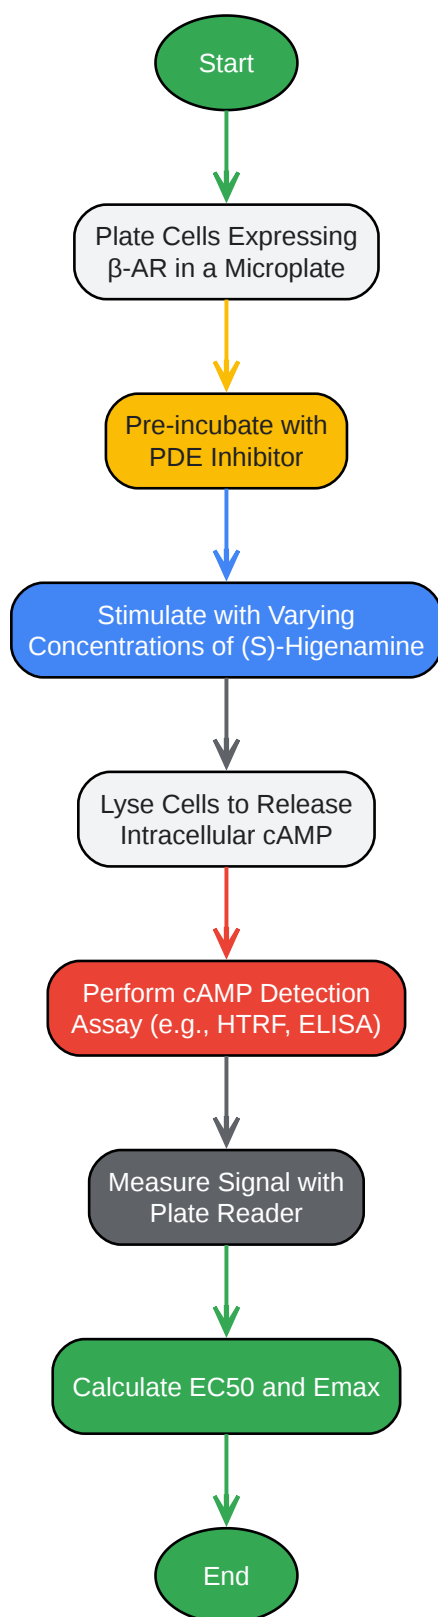 Start
Plate Cells Expressing
β-AR in a Microplate
Pre-incubate with
PDE Inhibitor
Stimulate with Varying
Concentrations of (S)-Higenamine
Lyse Cells to Release
Intracellular cAMP
Perform cAMP Detection
Assay (e.g., HTRF, ELISA)
Measure Signal with
Plate Reader
Calculate EC50 and Emax
End